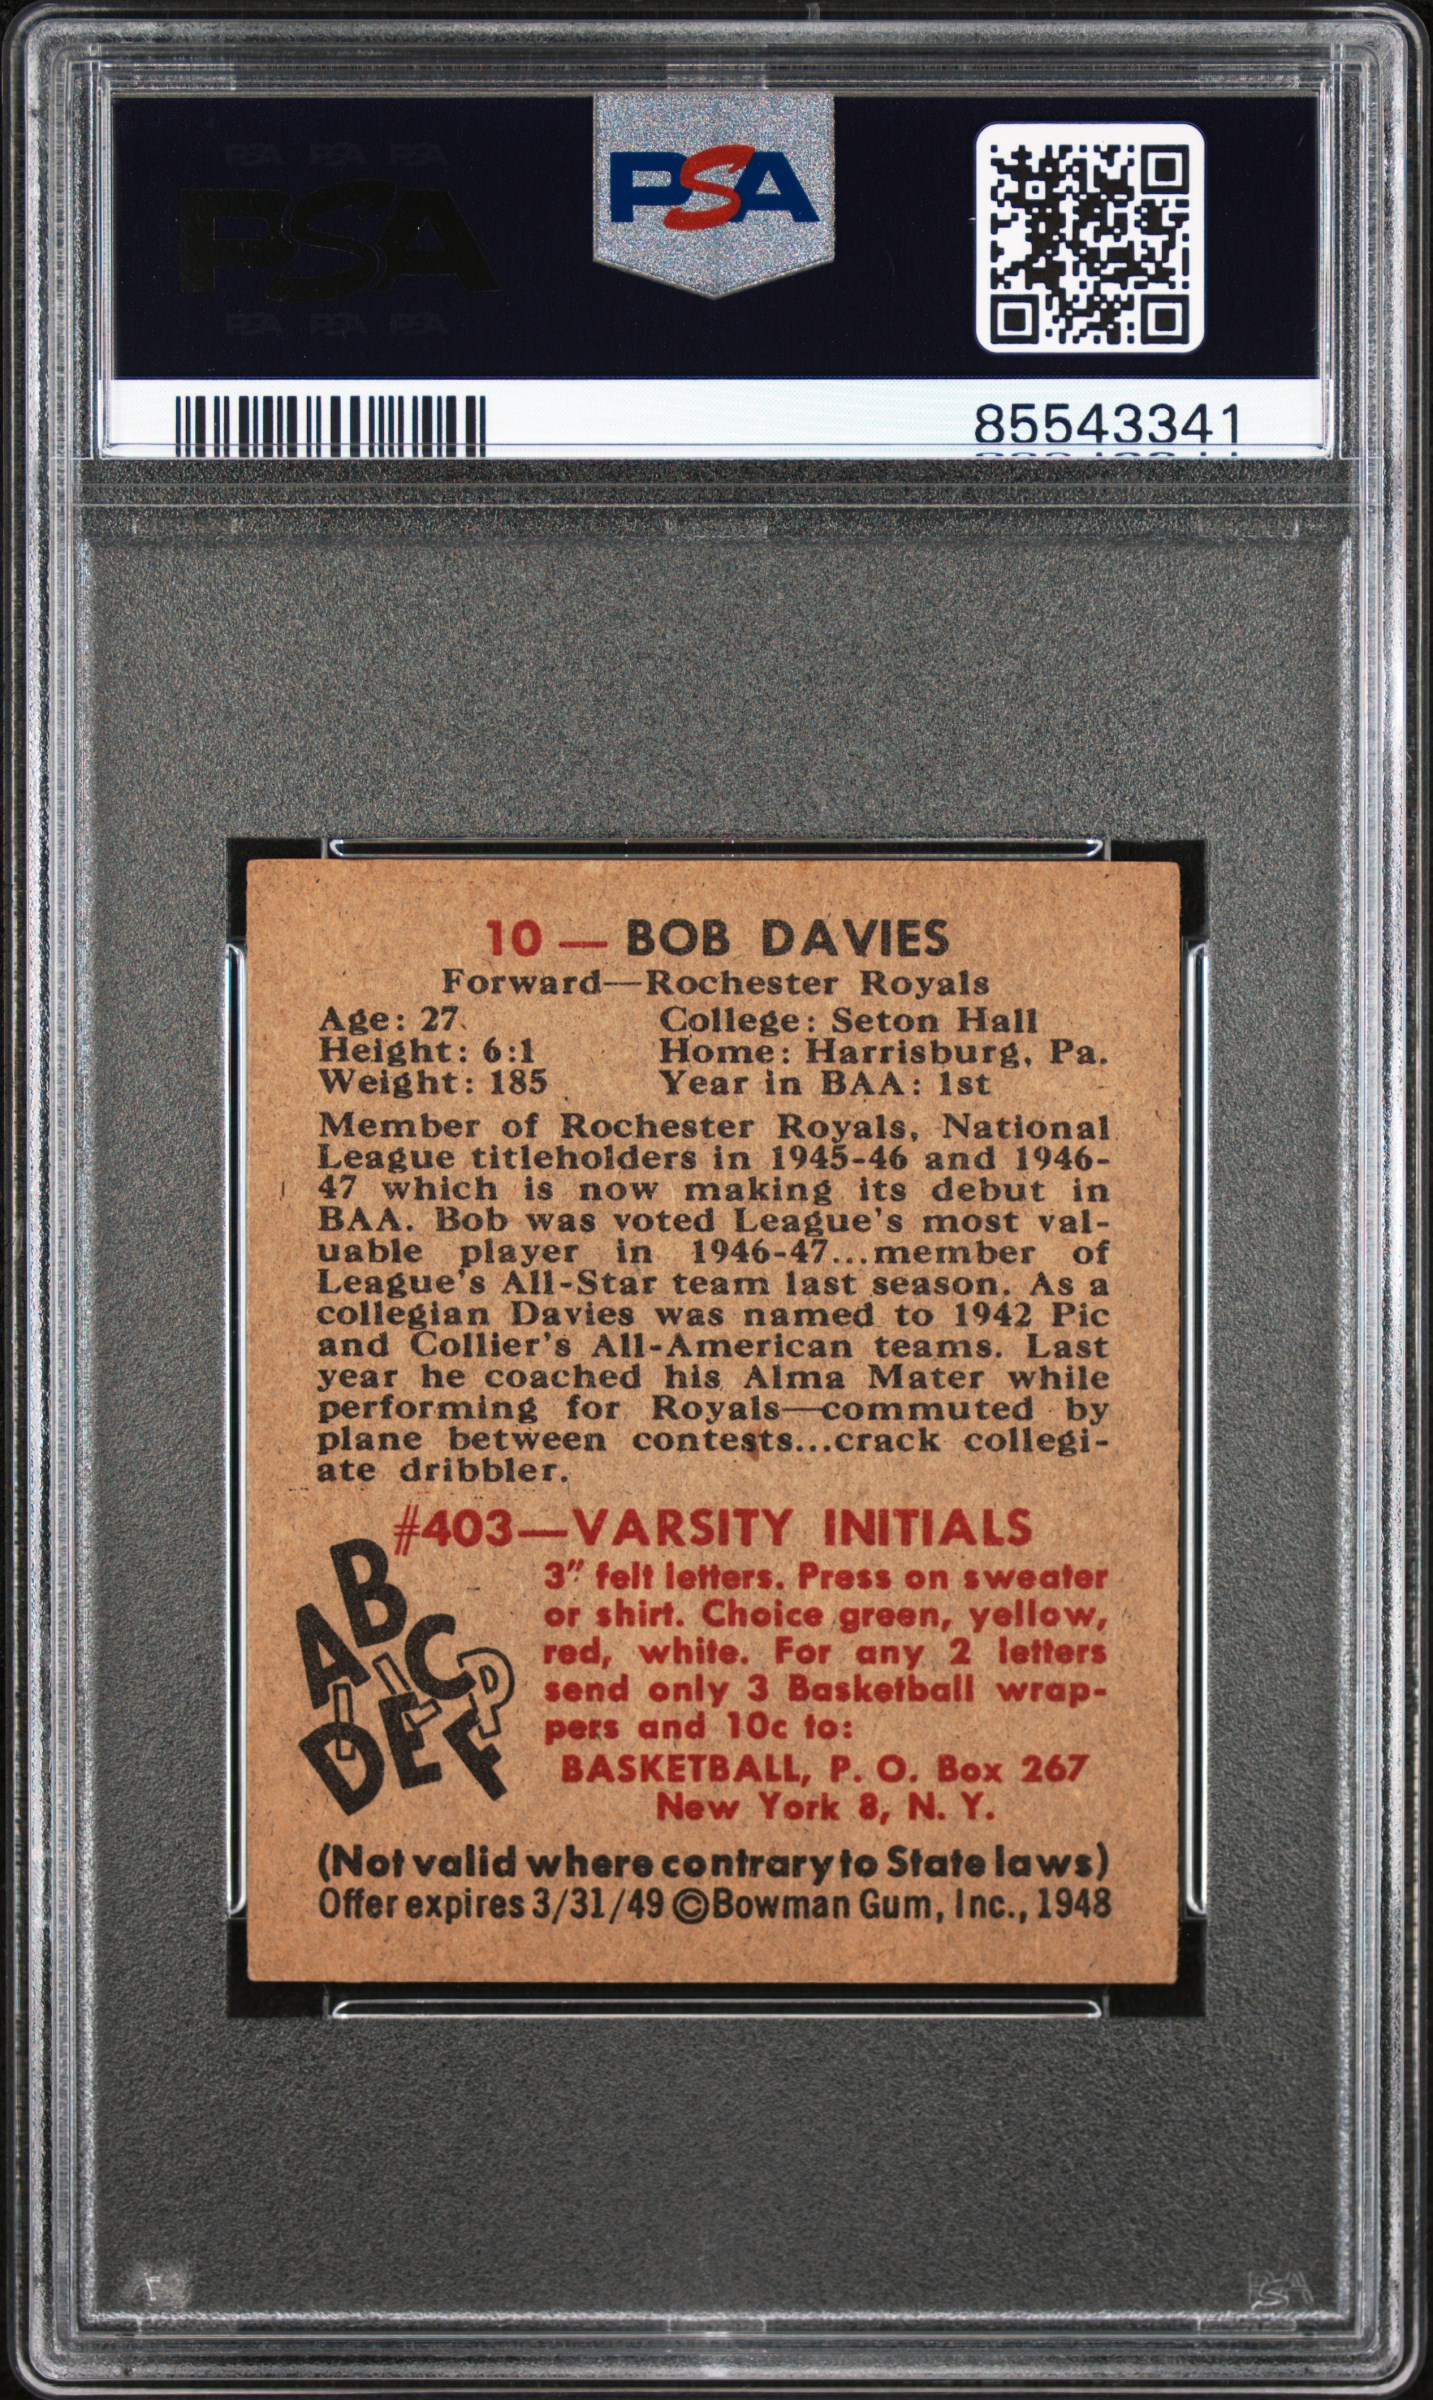 PSA PSA PSA
PSA
PSA PSA PSA
PSA
85543341
10 — BOB DAVIES
Forward—Rochester Royals
Age: 27 College: Seton Hall
Height: 6:1 Home: Harrisburg, Pa.
Weight: 185 Year in BAA: 1st
Member of Rochester Royals, National
League titleholders in 1945-46 and 1946-
47 which is now making its debut in
BAA. Bob was voted League's most val-
uable player in 1946-47...member of
League's All-Star team last season. As a
collegian Davies was named to 1942 Pic
and Collier's All-American teams. Last
year he coached his Alma Mater while
performing for Royals—commuted by
plane between contests...crack collegi-
ate dribbler.
#403—VARSITY INITIALS
A B C
D E F
3" felt letters. Press on sweater
or shirt. Choice green, yellow,
red, white. For any 2 letters
send only 3 Basketball wrap-
pers and 10c to:
BASKETBALL, P. O. Box 267
New York 8, N. Y.
(Not valid where contrary to State laws)
Offer expires 3/31/49 ©Bowman Gum, Inc., 1948
PSA